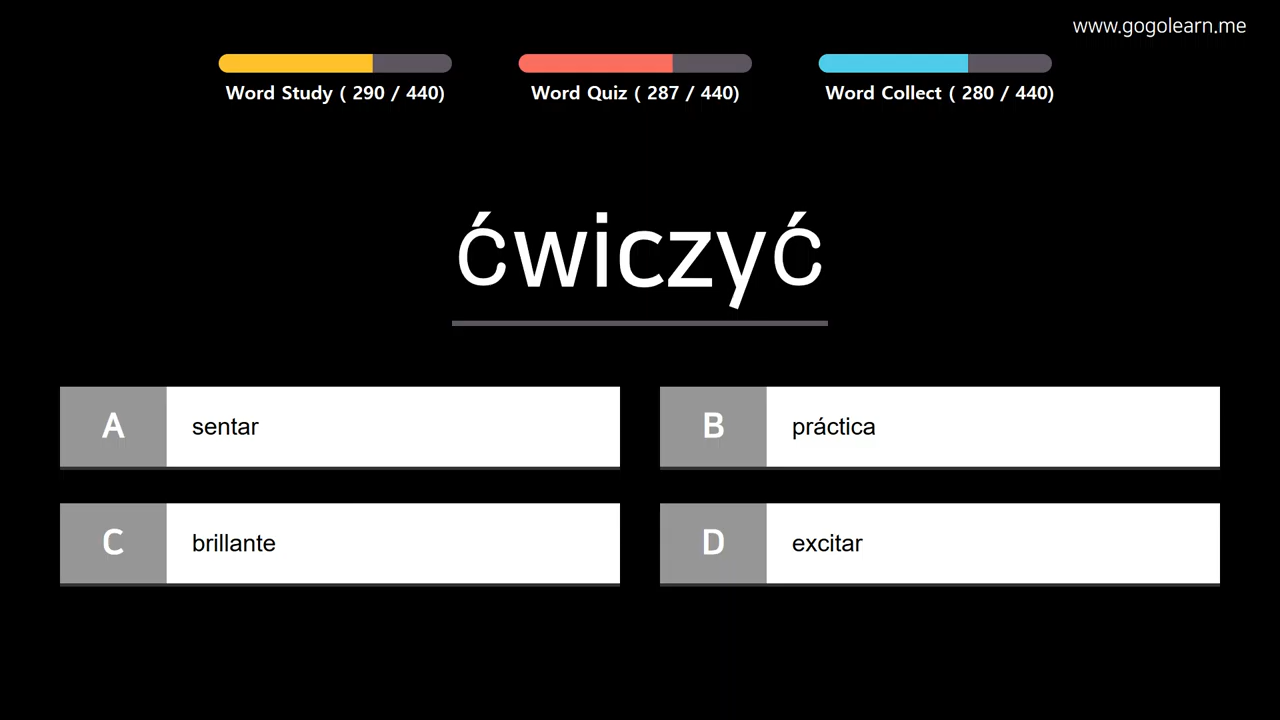 www.gogolearn.me
Word Study ( 290 / 440)
Word Quiz ( 287 / 440)
Word Collect ( 280 / 440)
ćwiczyć
A
sentar
B
práctica
C
brillante
D
excitar